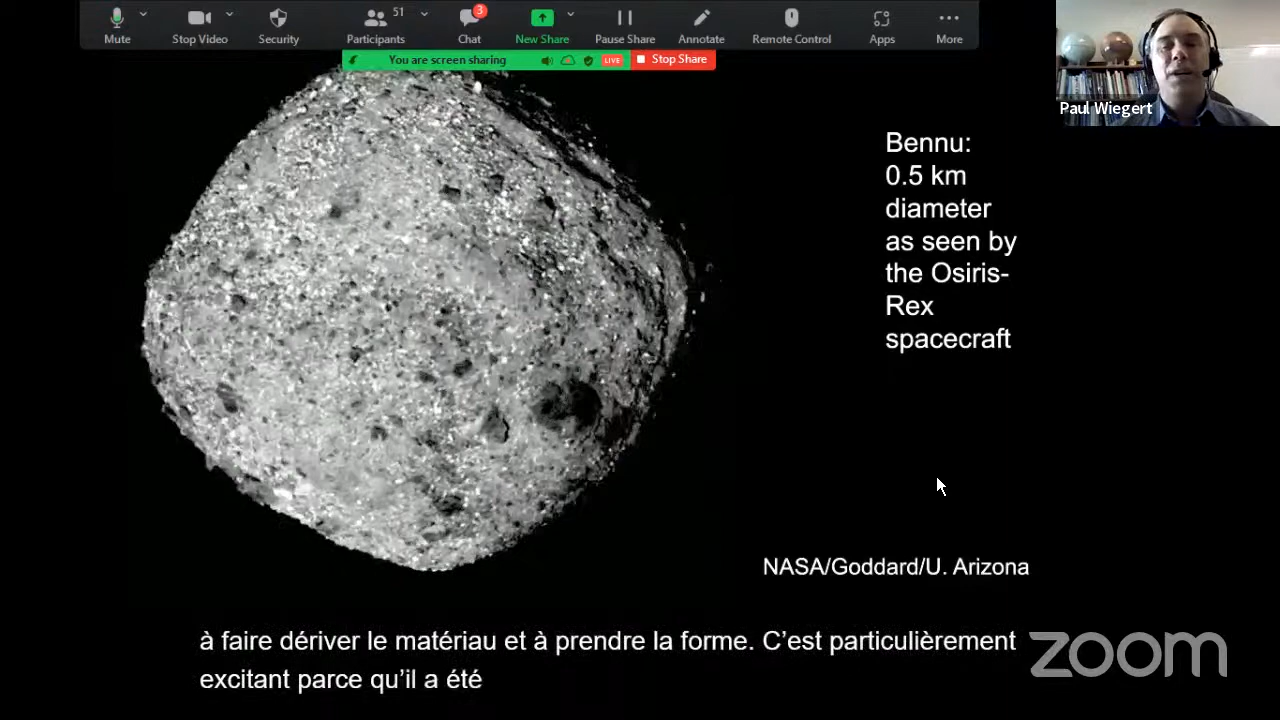 Mute
Stop Video
Security
51
Participants
3
Chat
New Share
Pause Share
Annotate
Remote Control
Apps
More
You are screen sharing
LIVE
Stop Share
Paul Wiegert
Bennu:
0.5 km
diameter
as seen by
the Osiris-
Rex
spacecraft
NASA/Goddard/U. Arizona
à faire dériver le matériau et à prendre la forme. C’est particulièrement
excitant parce qu’il a été
zoom